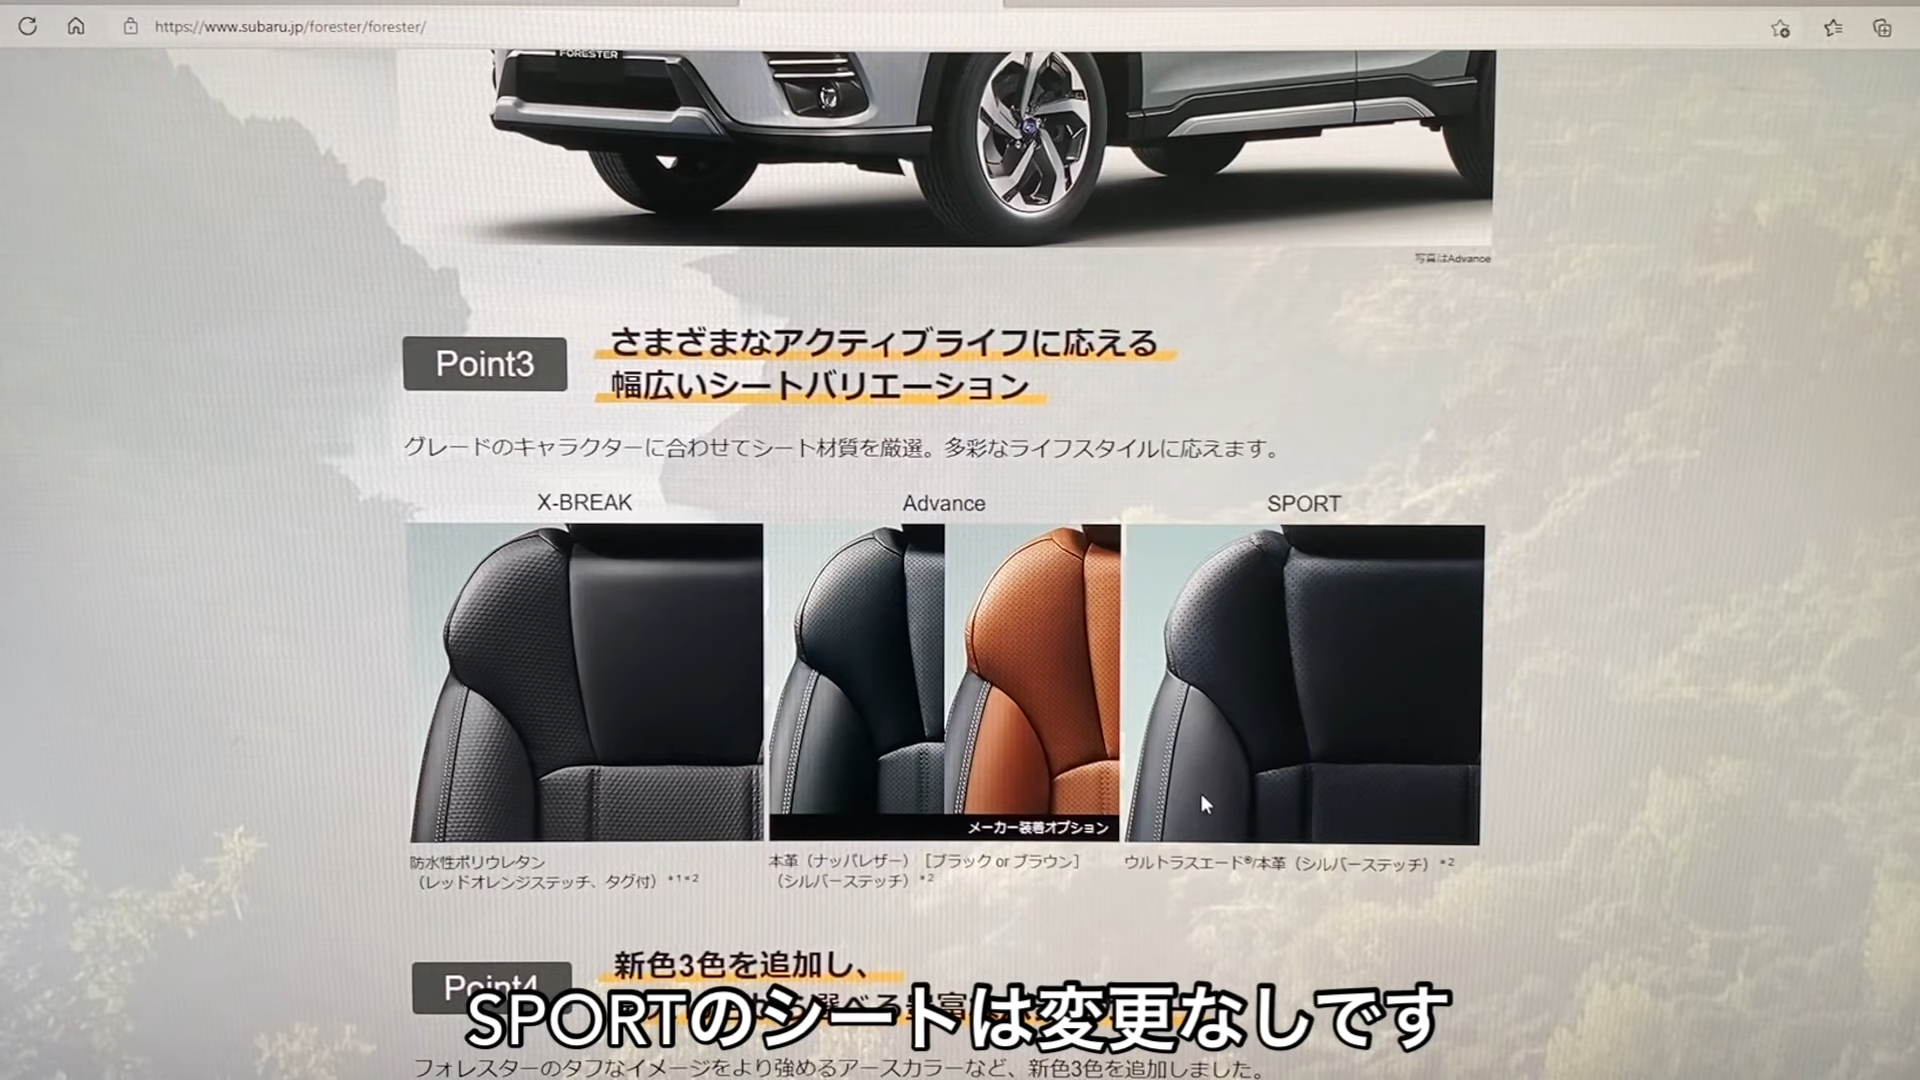 https://www.subaru.jp/forester/forester/
FORESTER
写真はAdvance
Point3
さまざまなアクティブライフに応える
幅広いシートバリエーション
グレードのキャラクターに合わせてシート材質を厳選。多彩なライフスタイルに応えます。
X-BREAK
Advance
SPORT
メーカー装着オプション
防水性ポリウレタン
（レッドオレンジステッチ、タグ付）*1*2
本革（ナッパレザー）［ブラック or ブラウン］
（シルバーステッチ）*2
ウルトラスエード®/本革（シルバーステッチ）*2
Point4
新色3色を追加し、
SPORTのシートは変更なしです
フォレスターのタフなイメージをより強めるアースカラーなど、新色3色を追加しました。